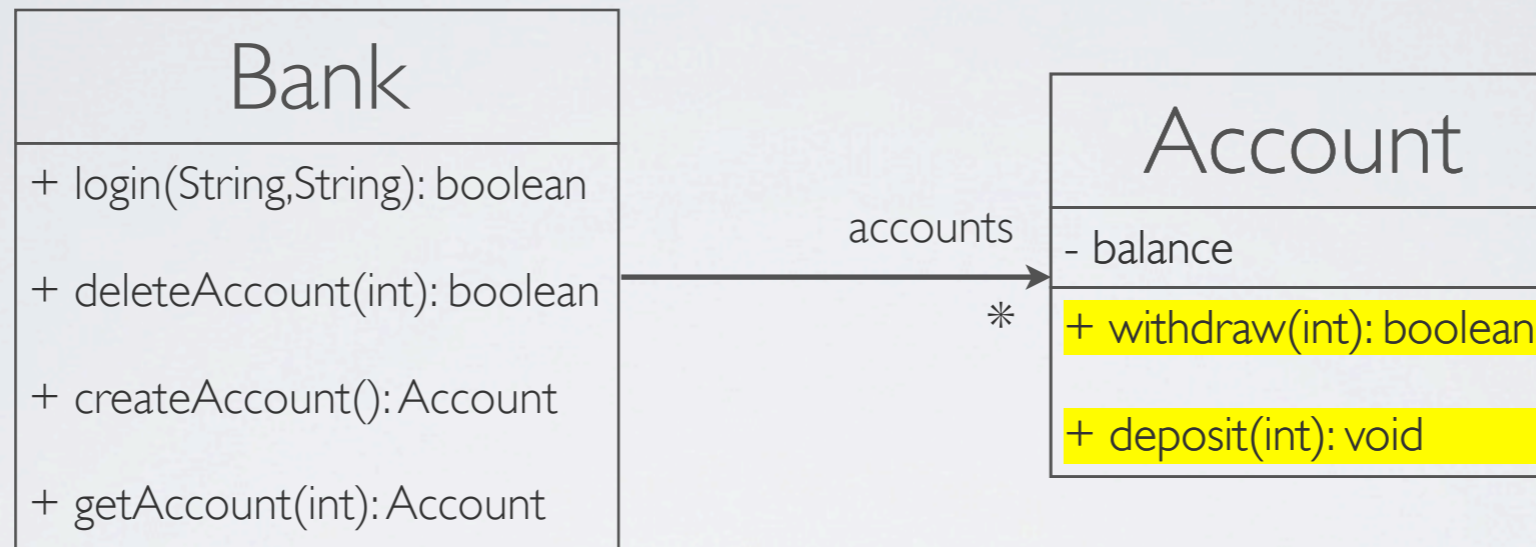 Bank
+ login(String,String): boolean
+ deleteAccount(int): boolean
+ createAccount(): Account
+ getAccount(int): Account
accounts
*
Account
- balance
+ withdraw(int): boolean
+ deposit(int): void